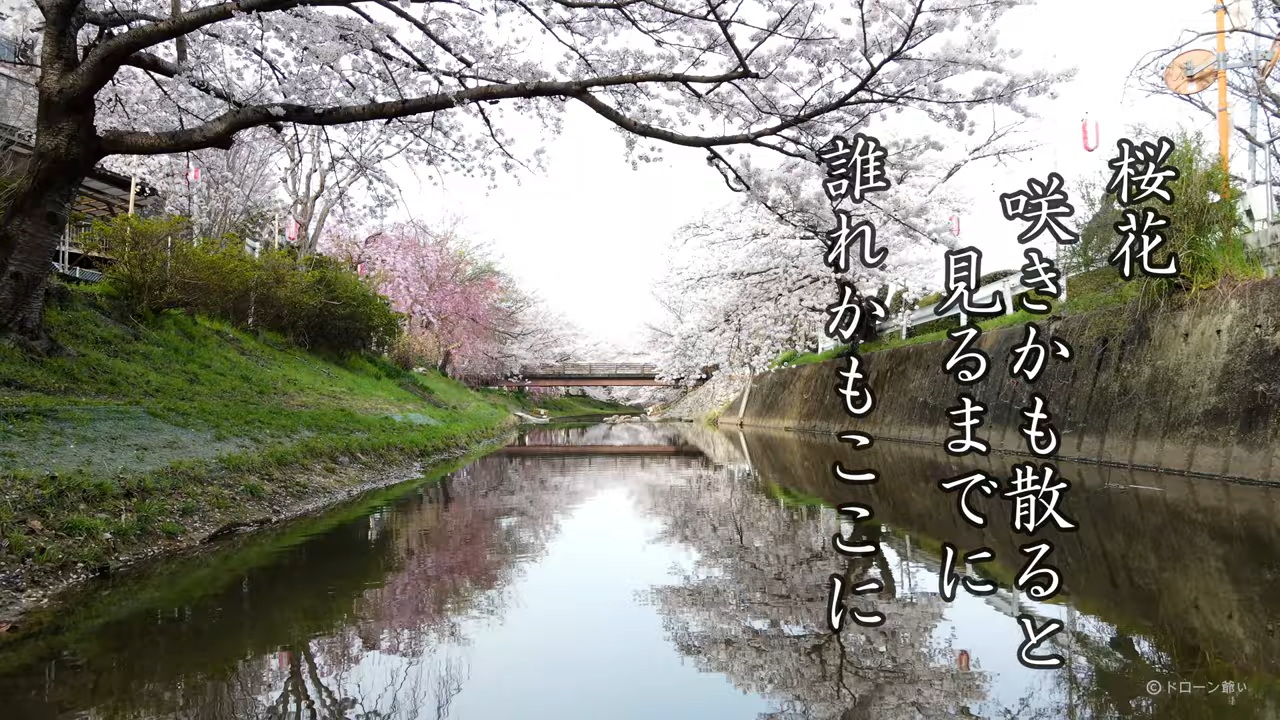 桜花
咲きかも散ると
見るまでに
誰れかもここに
© ドローン爺ぃ